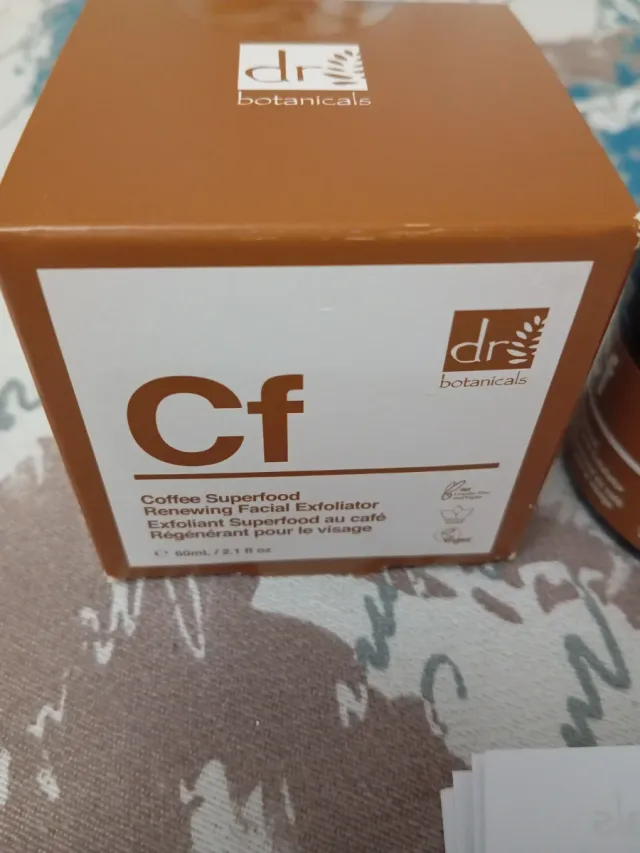 dr
botanicals
dr
botanicals
Cf
Coffee Superfood
Renewing Facial Exfoliator
Exfoliant Superfood au café
Régénérant pour le visage
60mL / 2.1 fl oz